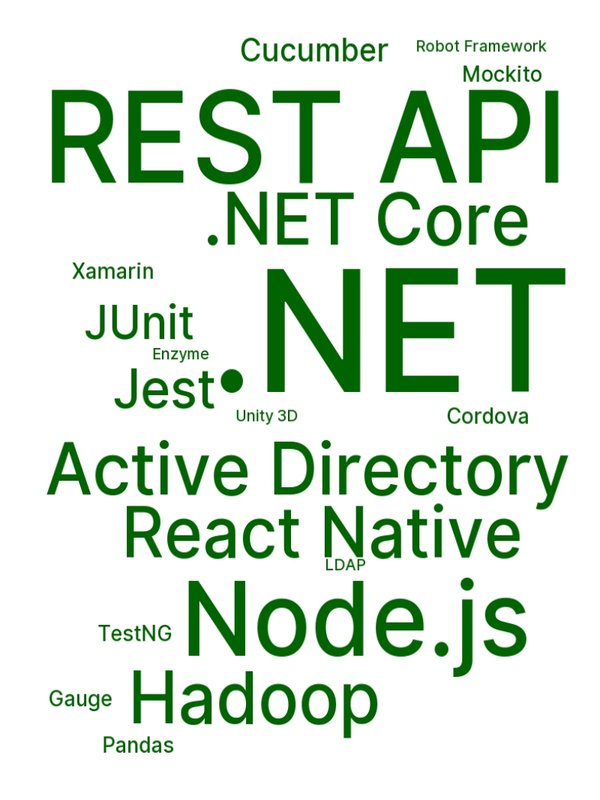 Cucumber
Robot Framework
Mockito
REST API
.NET Core
Xamarin
.NET
JUnit
Enzyme
Jest
Unity 3D
Cordova
Active Directory
React Native
LDAP
Node.js
TestNG
Hadoop
Gauge
Pandas